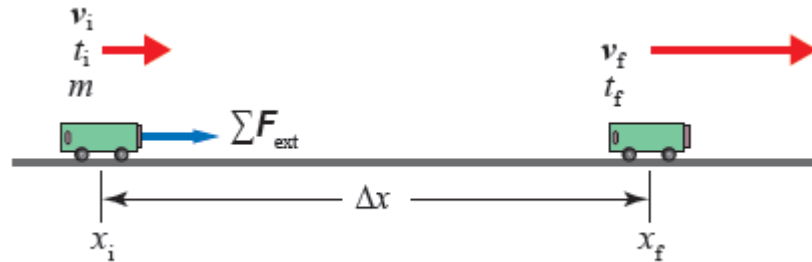 v_i
t_i
m
∑F_ext
v_f
t_f
Δx
x_i
x_f